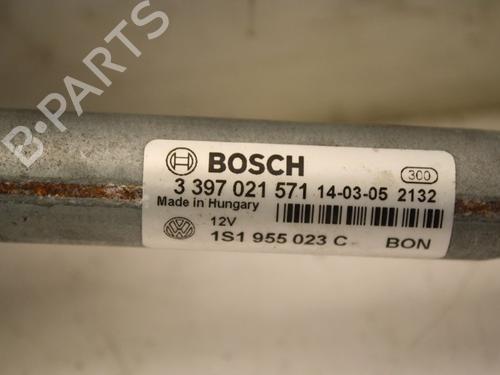 B-PARTS
BOSCH
300
3 397 021 571 14-03-05 2132
Made in Hungary
12V
1S1 955 023 C BON